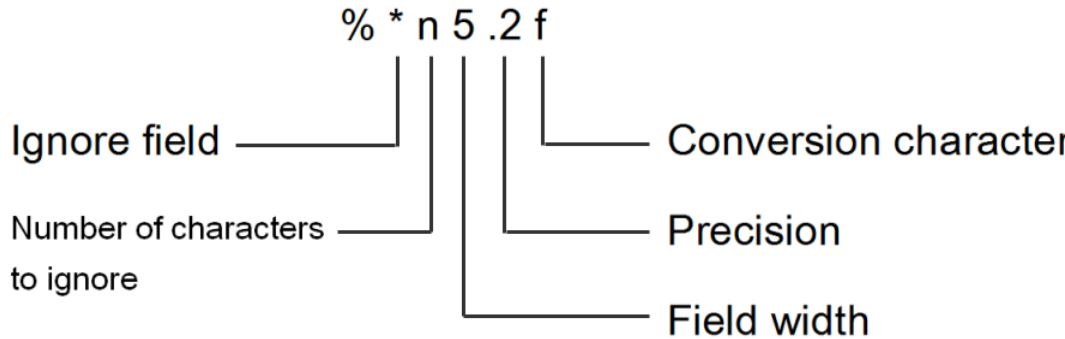 % * n 5 .2 f
Ignore field
Conversion character
Number of characters
to ignore
Precision
Field width